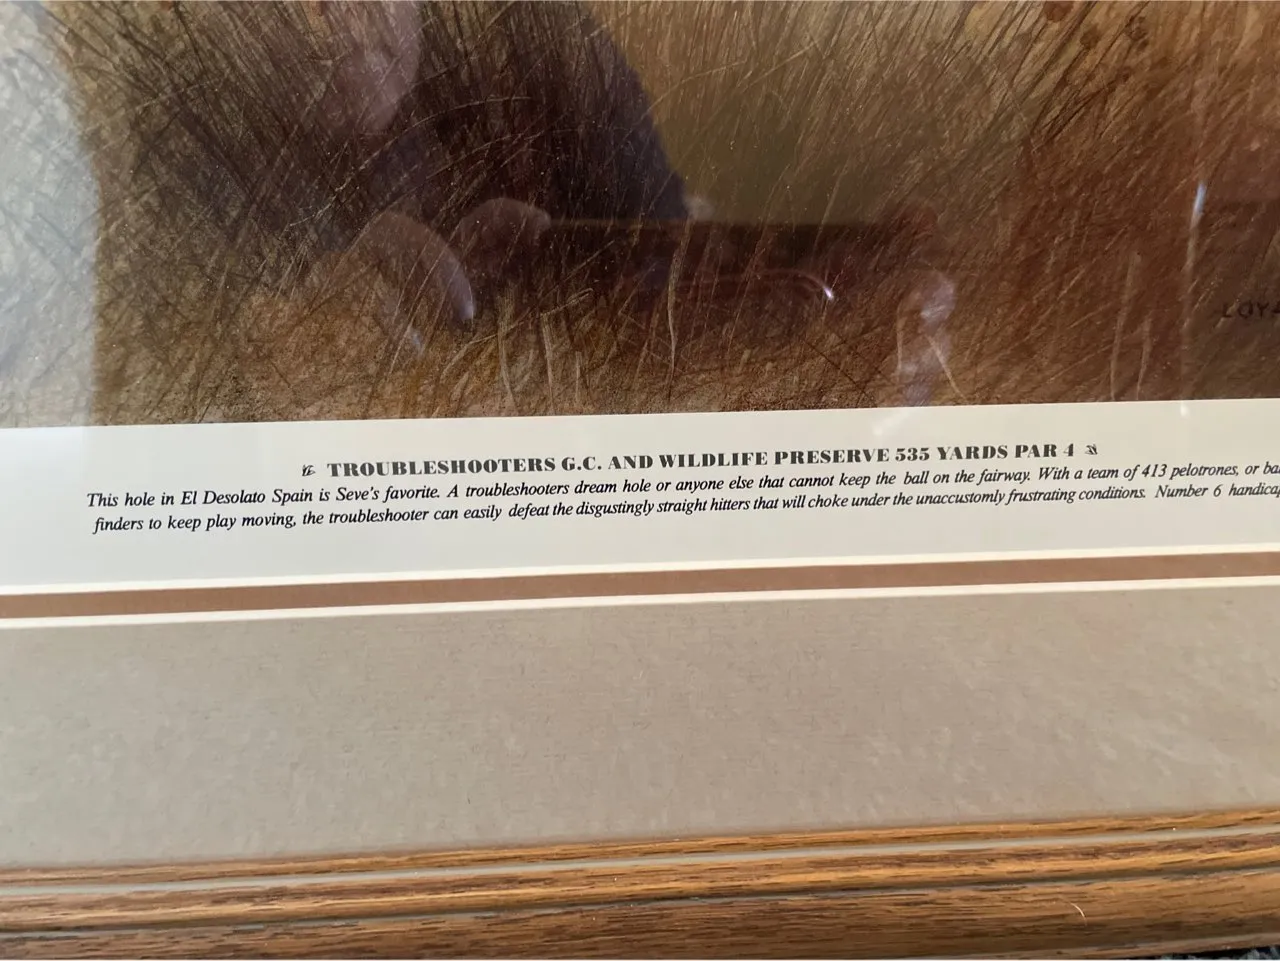 LOY
TROUBLESHOOTERS G.C. AND WILDLIFE PRESERVE 535 YARDS PAR 4
This hole in El Desolato Spain is Seve's favorite. A troubleshooters dream hole or anyone else that cannot keep the ball on the fairway. With a team of 413 pelotrones, or ba
finders to keep play moving, the troubleshooter can easily defeat the disgustingly straight hitters that will choke under the unaccustomly frustrating conditions. Number 6 handica